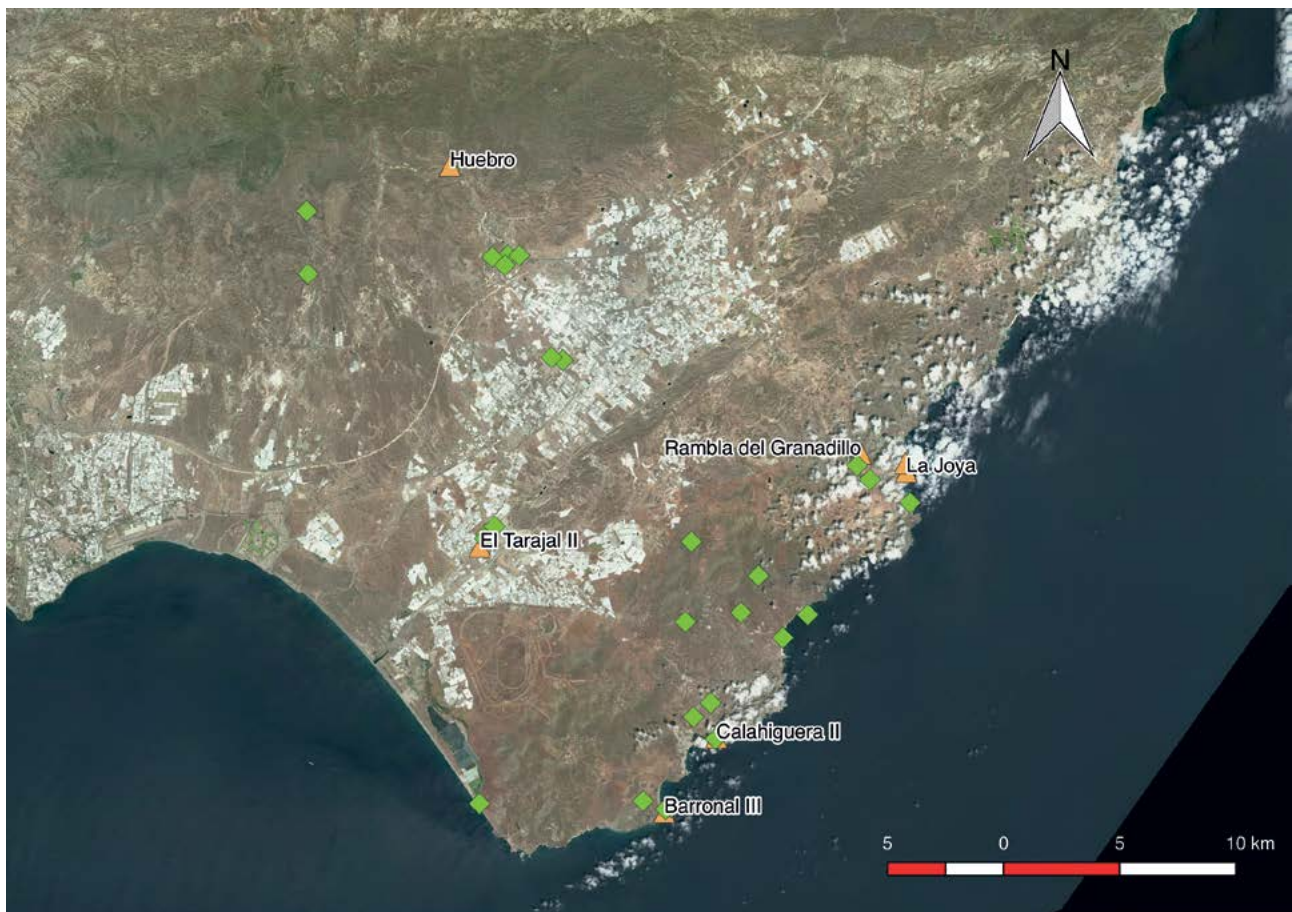 N
Huebro
Rambla del Granadillo
La Joya
El Tarajal II
Calahiguera II
Barronal III
5 0 5 10 km